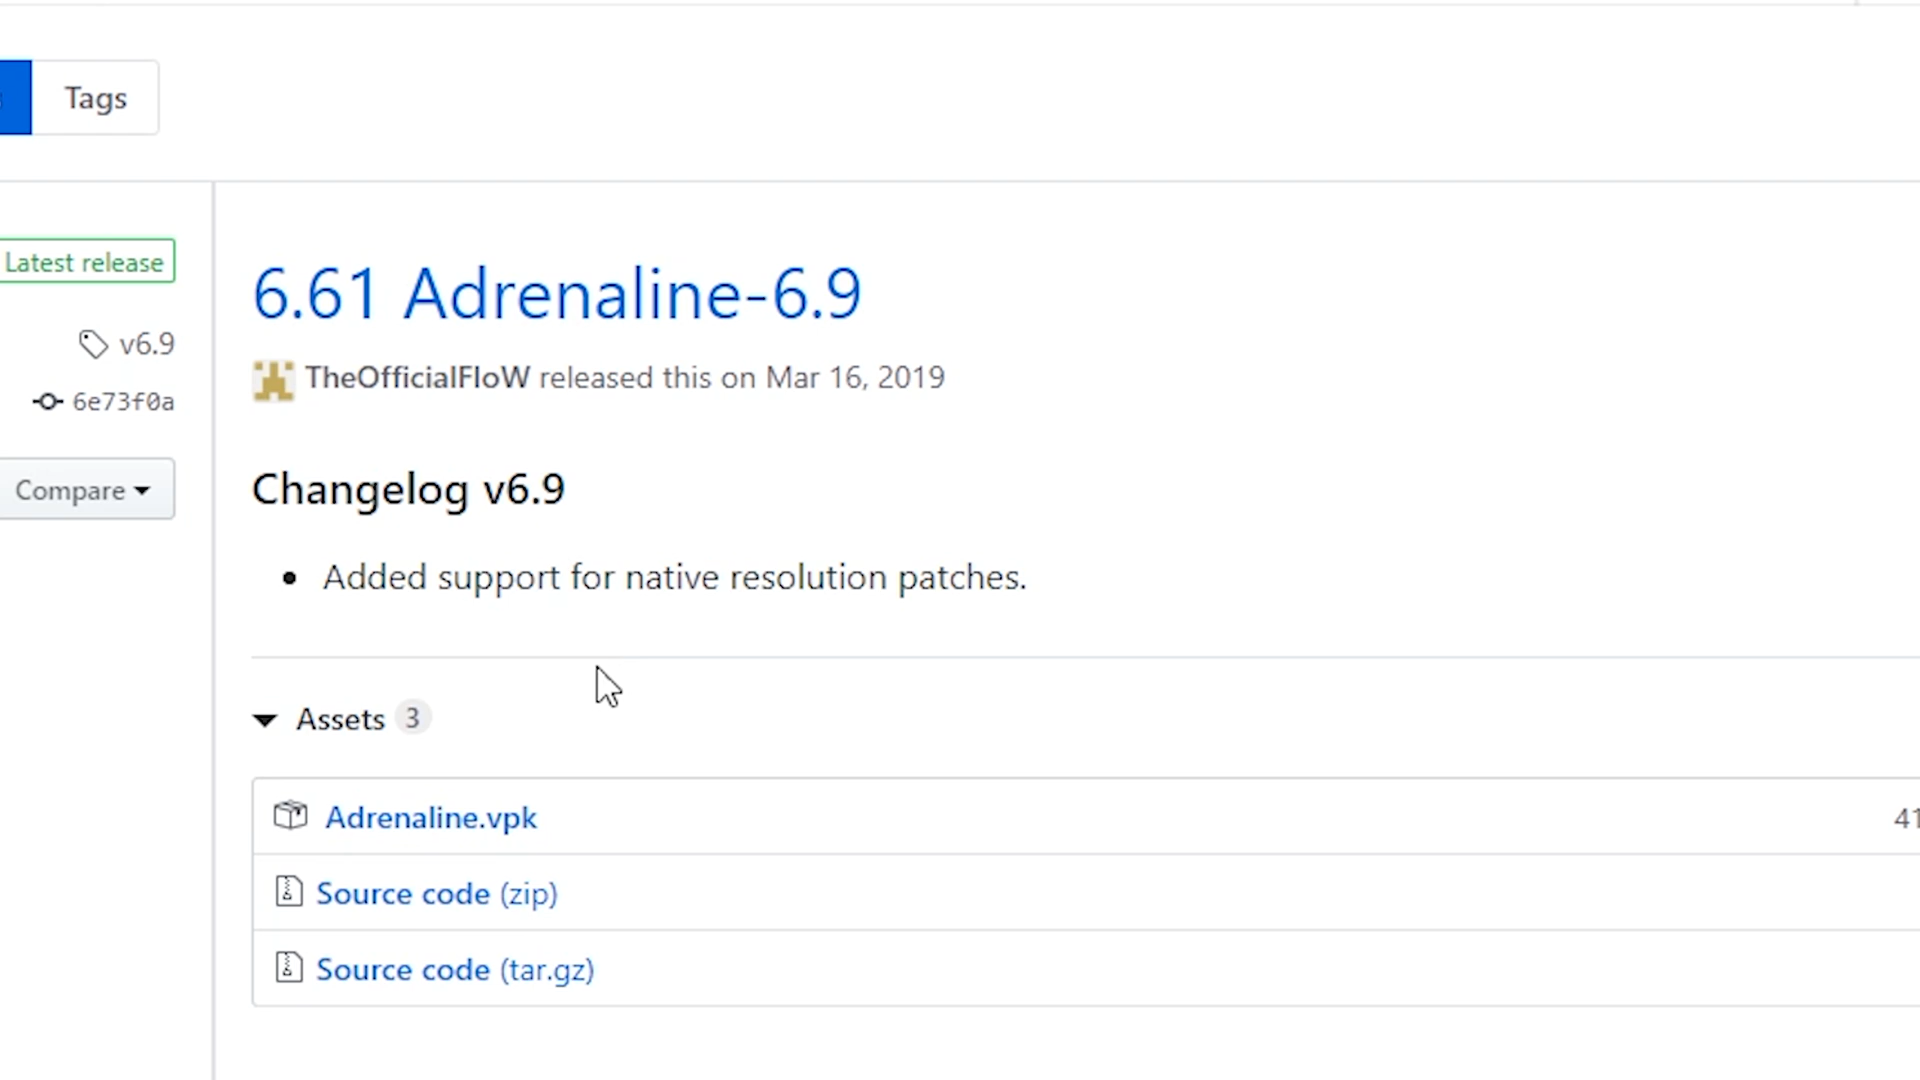 Tags
Latest release
v6.9
6e73f0a
Compare
6.61 Adrenaline-6.9
TheOfficialFloW released this on Mar 16, 2019
Changelog v6.9
• Added support for native resolution patches.
Assets 3
Adrenaline.vpk
41
Source code (zip)
Source code (tar.gz)